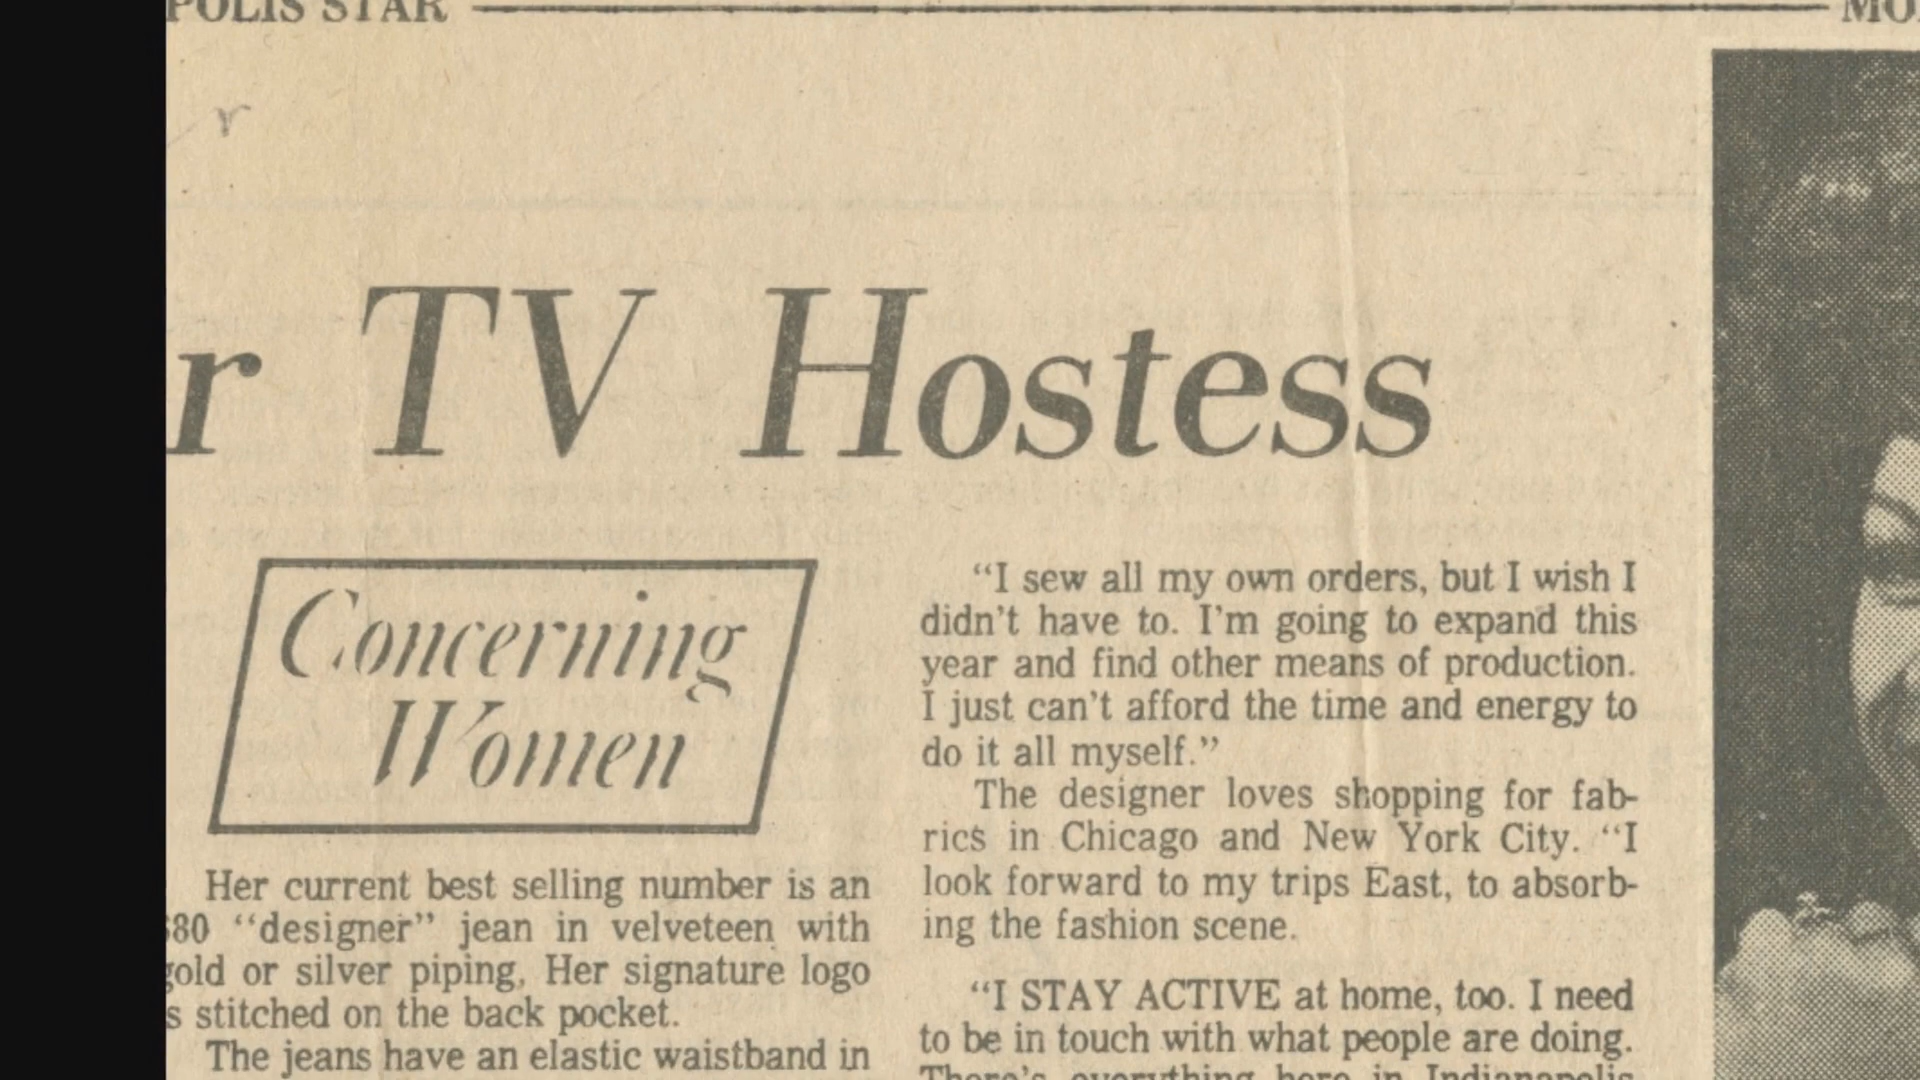 POLIS STAR
r TV Hostess
Concerning
Women
Her current best selling number is an
$80 “designer” jean in velveteen with
gold or silver piping, Her signature logo
s stitched on the back pocket.
The jeans have an elastic waistband in
“I sew all my own orders, but I wish I
didn’t have to. I’m going to expand this
year and find other means of production.
I just can’t afford the time and energy to
do it all myself.”
The designer loves shopping for fab-
rics in Chicago and New York City. “I
look forward to my trips East, to absorb-
ing the fashion scene.
“I STAY ACTIVE at home, too. I need
to be in touch with what people are doing.
There’s everything here in Indianapolis